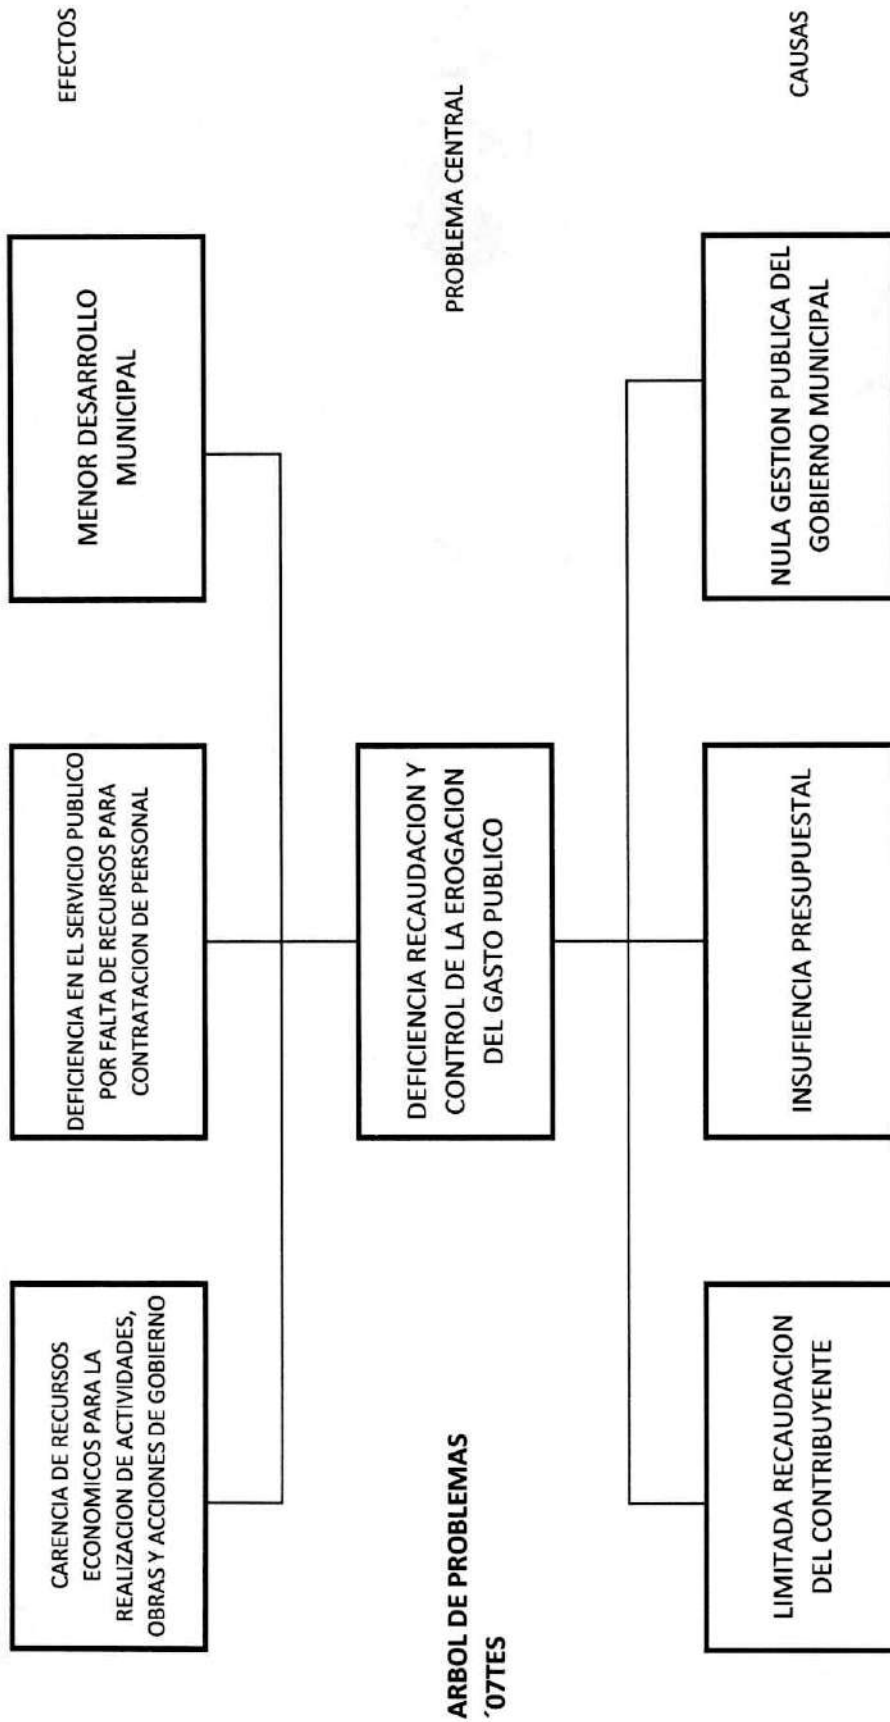 CARENCIA DE RECURSOS
ECONOMICOS PARA LA
REALIZACION DE ACTIVIDADES,
OBRAS Y ACCIONES DE GOBIERNO
DEFICIENCIA EN EL SERVICIO PUBLICO
POR FALTA DE RECURSOS PARA
CONTRATACION DE PERSONAL
MENOR DESARROLLO
MUNICIPAL
EFECTOS
ARBOL DE PROBLEMAS
´07TES
DEFICIENCIA RECAUDACION Y
CONTROL DE LA EROGACION
DEL GASTO PUBLICO
PROBLEMA CENTRAL
LIMITADA RECAUDACION
DEL CONTRIBUYENTE
INSUFIENCIA PRESUPUESTAL
NULA GESTION PUBLICA DEL
GOBIERNO MUNICIPAL
CAUSAS